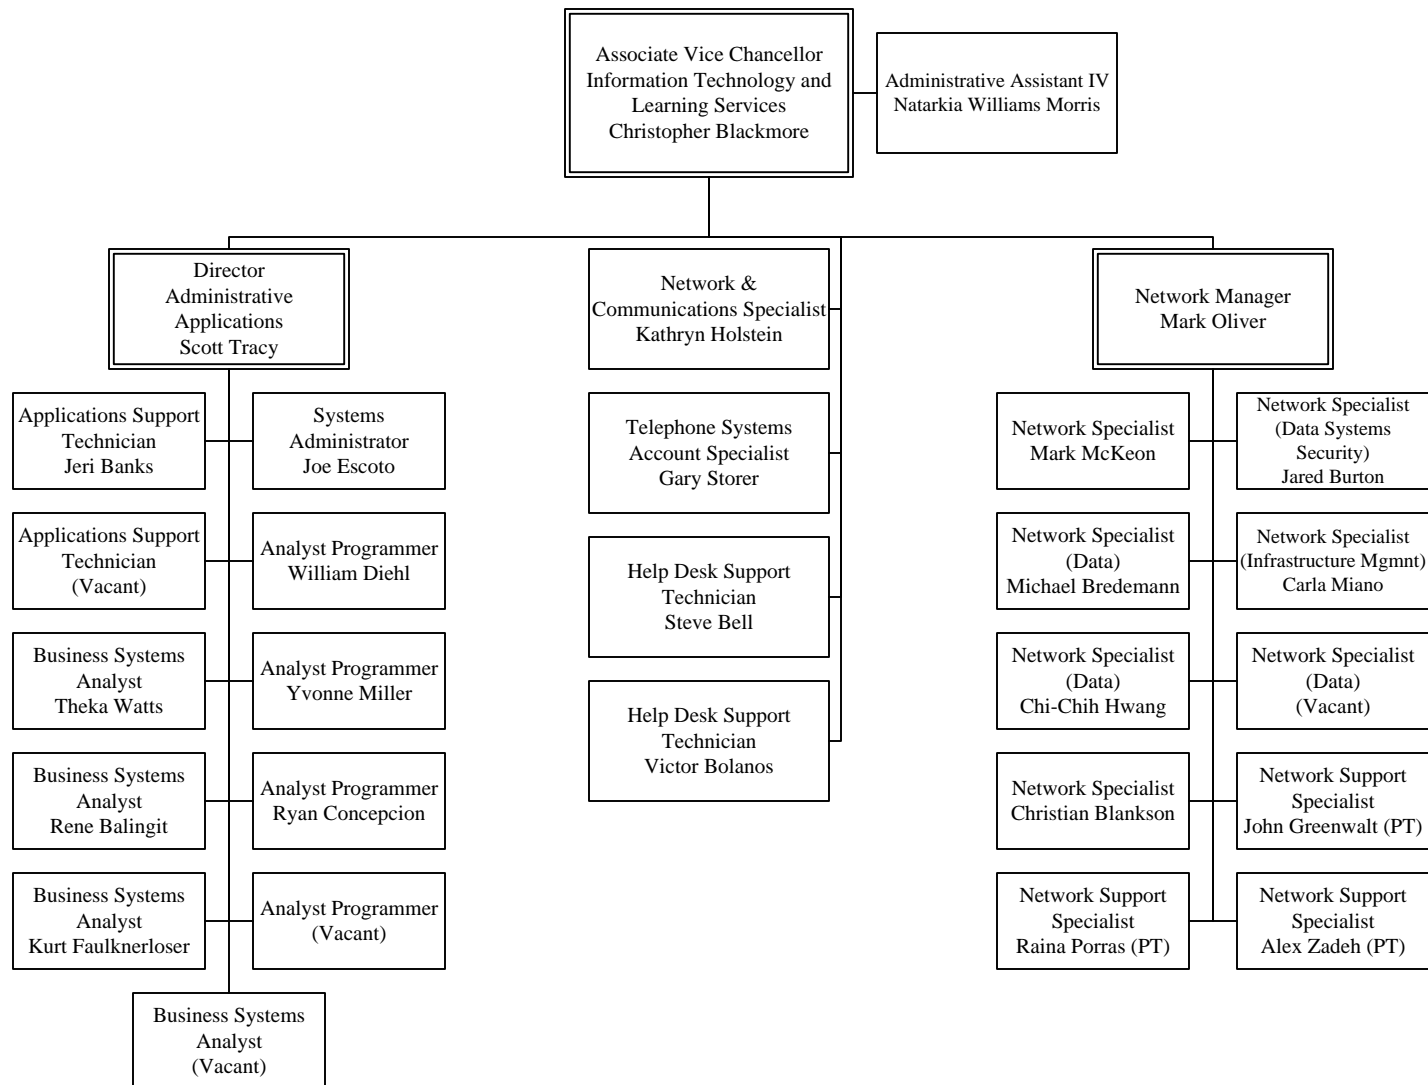 Associate Vice Chancellor
Information Technology and
Learning Services
Christopher Blackmore
Administrative Assistant IV
Natarkia Williams Morris
Director
Administrative
Applications
Scott Tracy
Network &
Communications Specialist
Kathryn Holstein
Network Manager
Mark Oliver
Applications Support
Technician
Jeri Banks
Systems
Administrator
Joe Escoto
Applications Support
Technician
(Vacant)
Analyst Programmer
William Diehl
Business Systems
Analyst
Theka Watts
Analyst Programmer
Yvonne Miller
Business Systems
Analyst
Rene Balingit
Analyst Programmer
Ryan Concepcion
Business Systems
Analyst
Kurt Faulknerloser
Analyst Programmer
(Vacant)
Business Systems
Analyst
(Vacant)
Telephone Systems
Account Specialist
Gary Storer
Help Desk Support
Technician
Steve Bell
Help Desk Support
Technician
Victor Bolanos
Network Specialist
Mark McKeon
Network Specialist
(Data Systems
Security)
Jared Burton
Network Specialist
(Data)
Michael Bredemann
Network Specialist
(Infrastructure Mgmnt)
Carla Miano
Network Specialist
(Data)
Chi-Chih Hwang
Network Specialist
(Data)
(Vacant)
Network Specialist
Christian Blankson
Network Support
Specialist
John Greenwalt (PT)
Network Support
Specialist
Raina Porras (PT)
Network Support
Specialist
Alex Zadeh (PT)